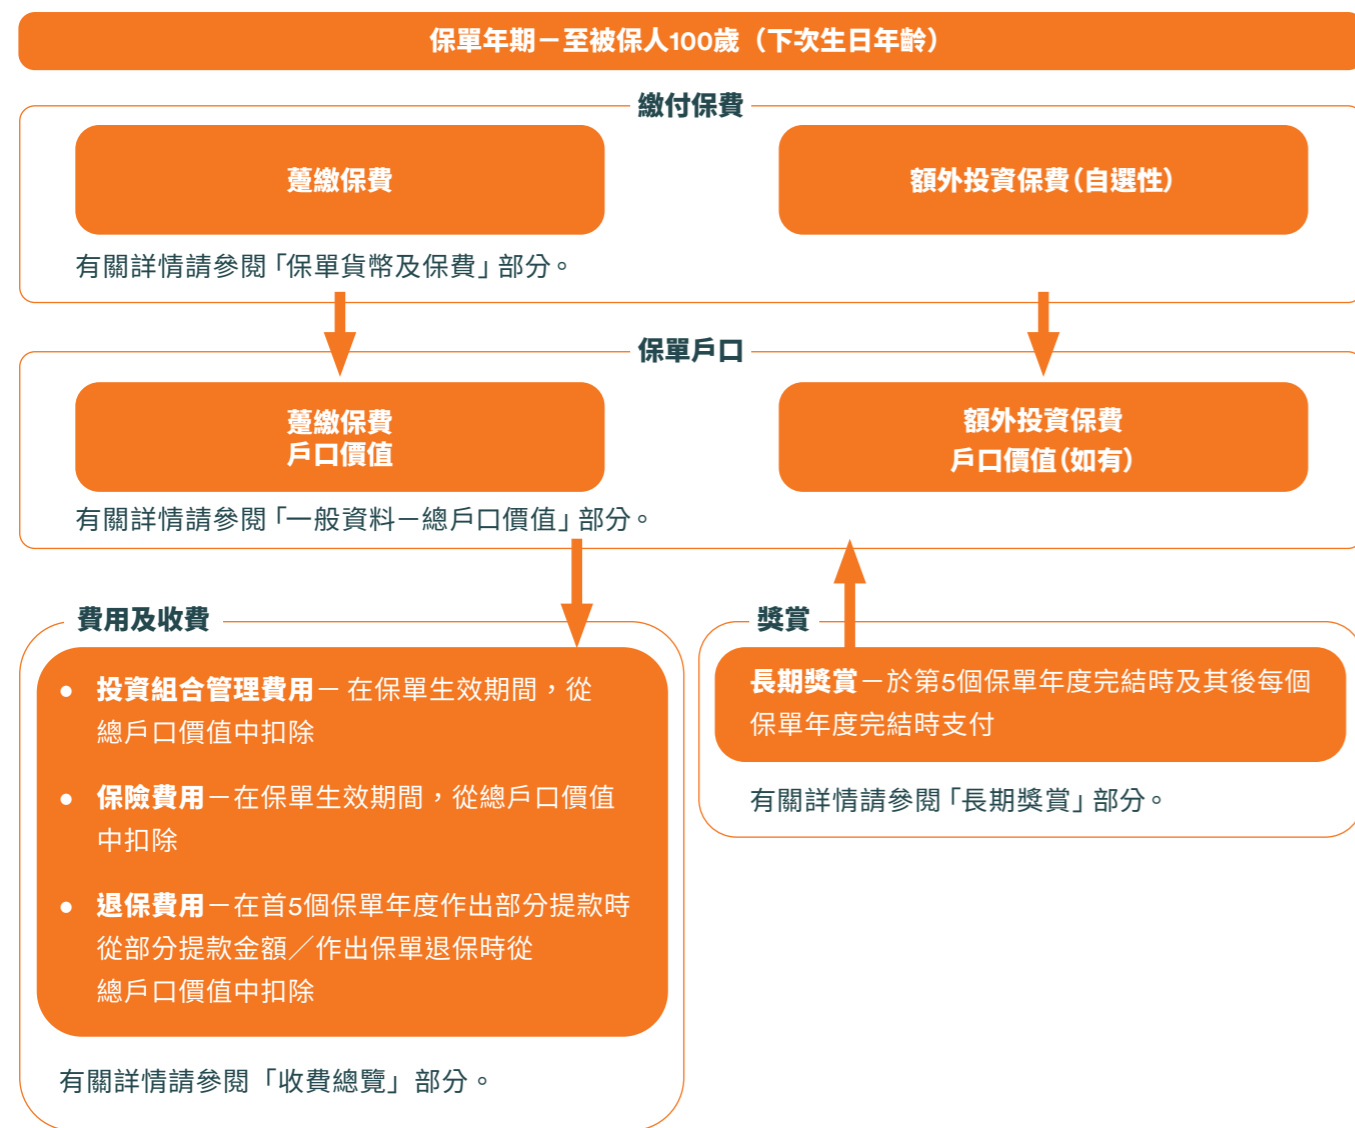 保單年期－至被保人100歲（下次生日年齡）
繳付保費
躉繳保費
額外投資保費（自選性）
有關詳情請參閱「保單貨幣及保費」部分。
保單戶口
躉繳保費
戶口價值
額外投資保費
戶口價值（如有）
有關詳情請參閱「一般資料－總戶口價值」部分。
費用及收費
● 投資組合管理費用－ 在保單生效期間，從
總戶口價值中扣除
● 保險費用－在保單生效期間，從總戶口價值
中扣除
● 退保費用－在首5個保單年度作出部分提款時
從部分提款金額／作出保單退保時從
總戶口價值中扣除
有關詳情請參閱「收費總覽」部分。
獎賞
長期獎賞－於第5個保單年度完結時及其後每個
保單年度完結時支付
有關詳情請參閱「長期獎賞」部分。